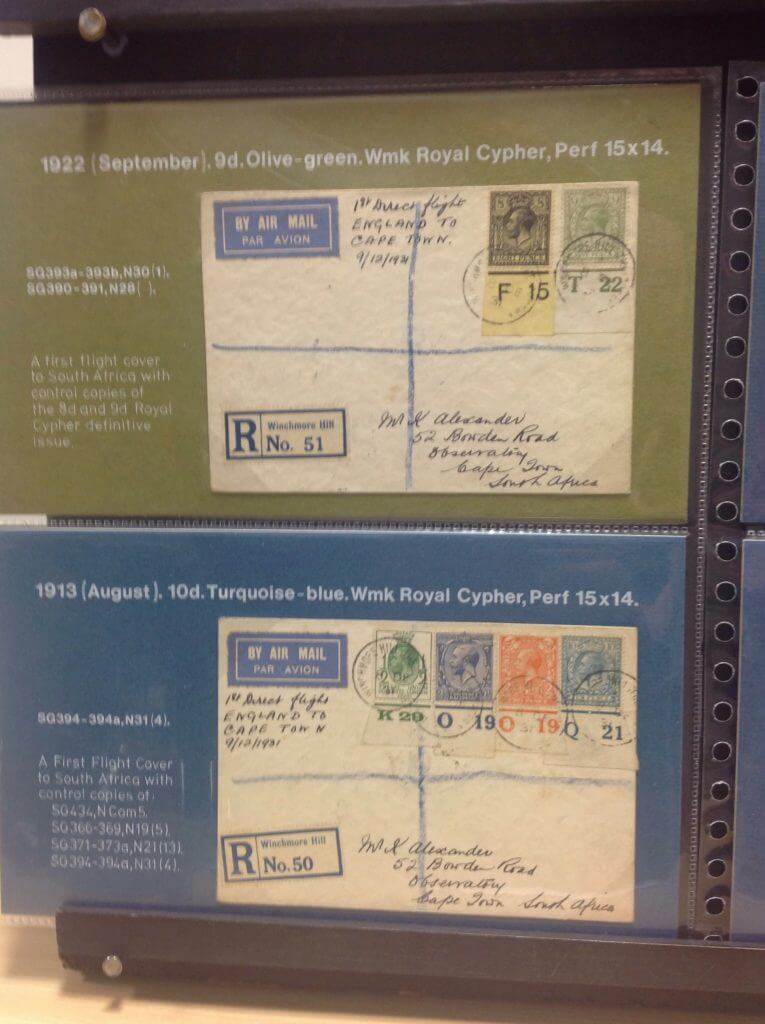 1922 (September). 9d. Olive-green. Wmk Royal Cypher, Perf 15x14.
SG393a-393b, N30(1),
SG390-391, N28( ),
A first flight cover
to South Africa with
control copies of
the 8d and 9d Royal
Cypher definitive
issue.
BY AIR MAIL
PAR AVION
1st Direct flight
ENGLAND TO
CAPE TOWN.
9/12/1931
EIGHT PENCE
F 15
T 22
R Winchmore Hill
No. 51
Mr K Alexander
52 Bowden Road
Observatory
Cape Town
South Africa
1913 (August). 10d. Turquoise-blue. Wmk Royal Cypher, Perf 15x14.
SG394-394a, N31(4),
A First Flight Cover
to South Africa with
control copies of:
SG434, NCom5,
SG366-369, N19(5),
SG371-373a, N21(13),
SG394-394a, N31(4).
BY AIR MAIL
PAR AVION
1st Direct flight
ENGLAND TO
CAPE TOWN
9/12/1931
K 29
O 19
O 19
Q 21
R Winchmore Hill
No. 50
Mr K Alexander
52 Bowden Road
Observatory
Cape Town South Africa